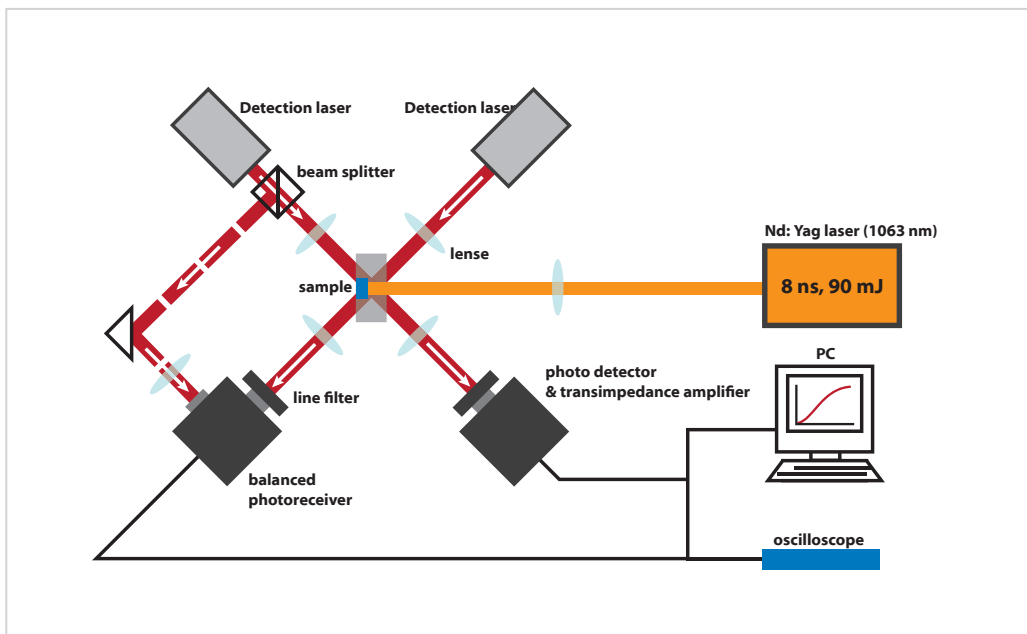 Detection laser
Detection laser
beam splitter
Nd: Yag laser (1063 nm)
lense
8 ns, 90 mJ
sample
PC
photo detector
& transimpedance amplifier
line filter
balanced
photoreceiver
oscilloscope